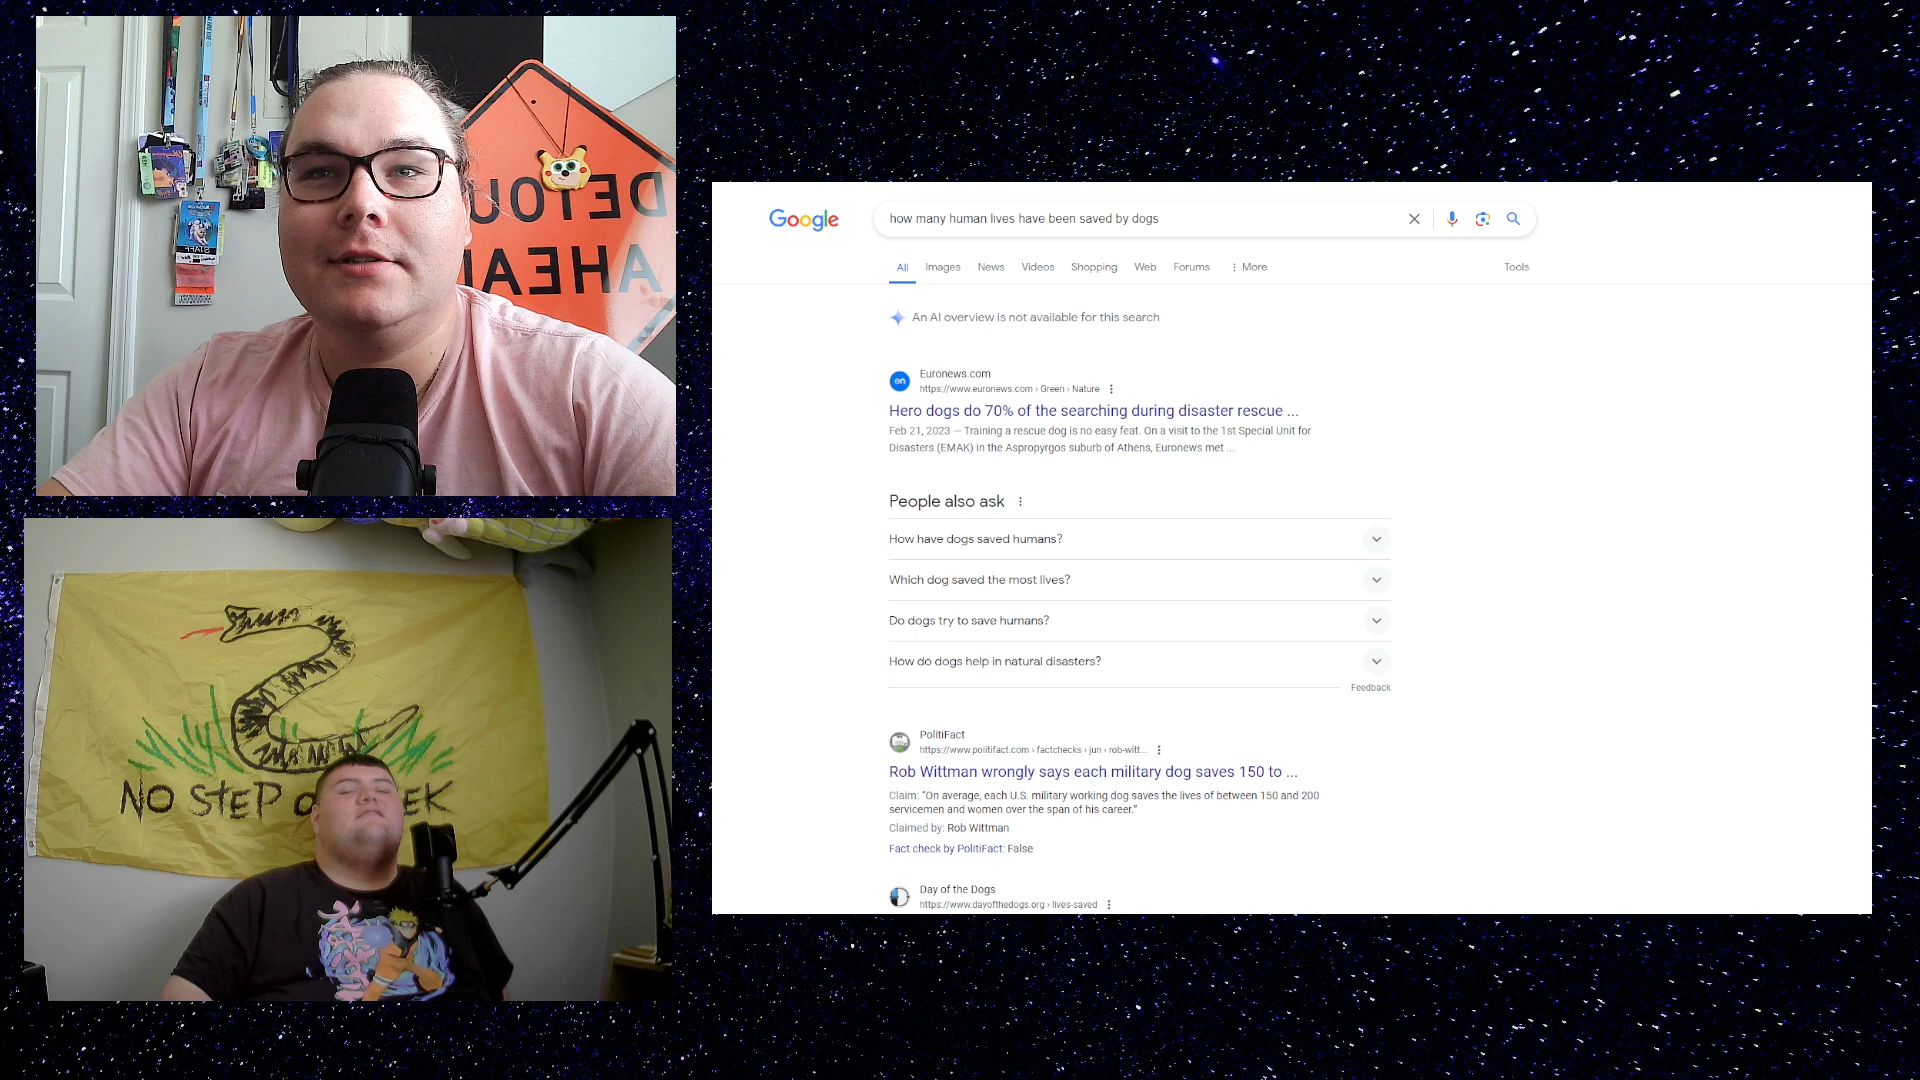 DETOUR
AHEAD
STAFF
NO STEP o EEK
Google
how many human lives have been saved by dogs
All
Images
News
Videos
Shopping
Web
Forums
More
Tools
An AI overview is not available for this search
en
Euronews.com
https://www.euronews.com › Green › Nature
Hero dogs do 70% of the searching during disaster rescue ...
Feb 21, 2023 — Training a rescue dog is no easy feat. On a visit to the 1st Special Unit for
Disasters (EMAK) in the Aspropyrgos suburb of Athens, Euronews met ...
People also ask
How have dogs saved humans?
Which dog saved the most lives?
Do dogs try to save humans?
How do dogs help in natural disasters?
Feedback
PolitiFact
https://www.politifact.com › factchecks › jun › rob-witt...
Rob Wittman wrongly says each military dog saves 150 to ...
Claim: “On average, each U.S. military working dog saves the lives of between 150 and 200
servicemen and women over the span of his career.”
Claimed by: Rob Wittman
Fact check by PolitiFact: False
Day of the Dogs
https://www.dayofthedogs.org › lives-saved